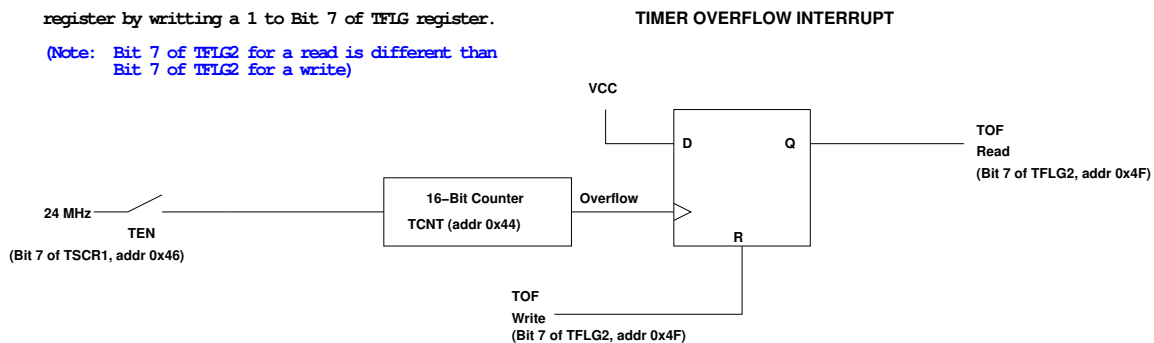 register by writting a 1 to Bit 7 of TFLG register.
TIMER OVERFLOW INTERRUPT
(Note: Bit 7 of TFLG2 for a read is different than
Bit 7 of TFLG2 for a write)
VCC
D
Q
TOF
Read
(Bit 7 of TFLG2, addr 0x4F)
24 MHz
TEN
(Bit 7 of TSCR1, addr 0x46)
16−Bit Counter
TCNT (addr 0x44)
Overflow
R
TOF
Write
(Bit 7 of TFLG2, addr 0x4F)